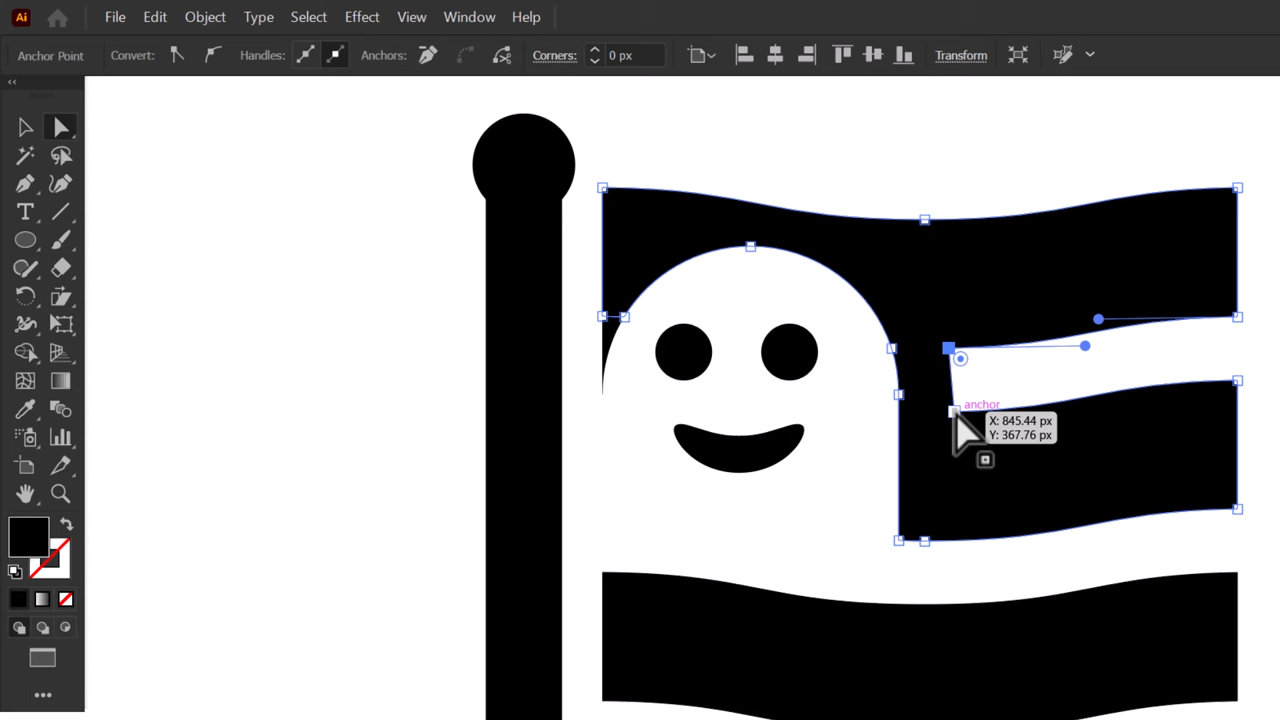 Ai File Edit Object Type Select Effect View Window Help
Anchor Point Convert: Handles: Anchors: Corners: 0 px Transform
anchor
X: 845.44 px
Y: 367.76 px